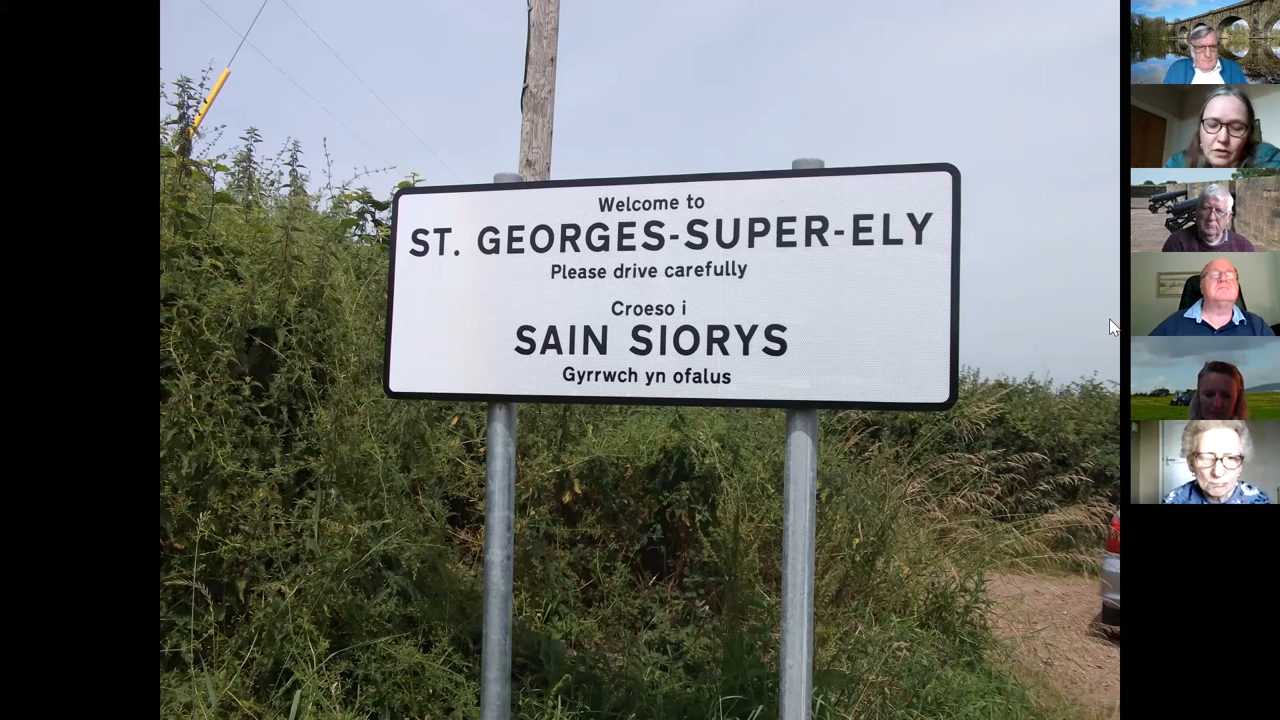 Welcome to
ST. GEORGES-SUPER-ELY
Please drive carefully
Croeso i
SAIN SIORYS
Gyrrwch yn ofalus